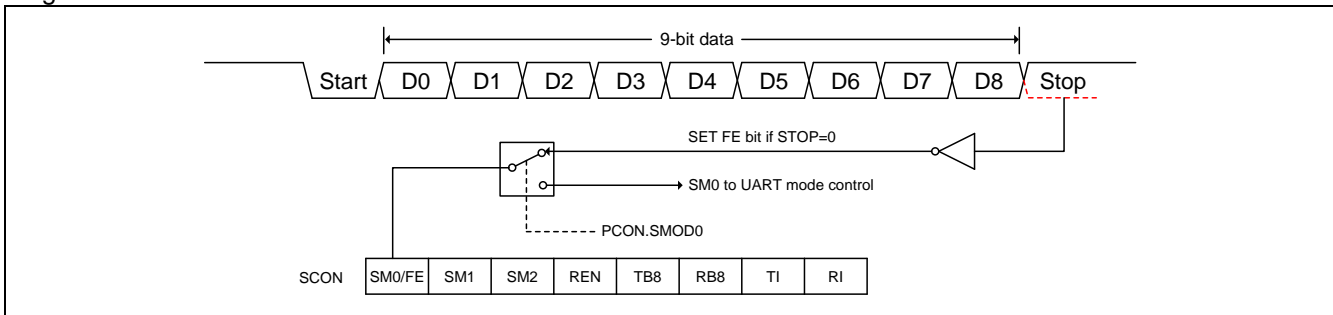 9-bit data
Start D0 D1 D2 D3 D4 D5 D6 D7 D8 Stop
SET FE bit if STOP=0
SM0 to UART mode control
PCON.SMOD0
SCON SM0/FE SM1 SM2 REN TB8 RB8 TI RI